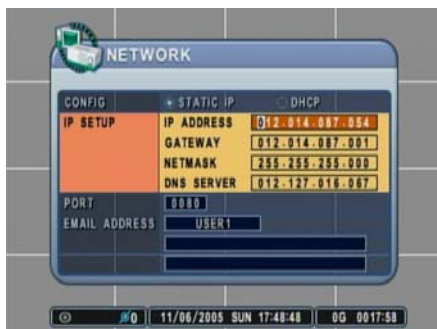 NETWORK
CONFIG STATIC IP DHCP
IP SETUP IP ADDRESS 012.014.087.054
GATEWAY 012.014.087.001
NETMASK 255.255.255.000
DNS SERVER 012.127.016.067
PORT 0080
EMAIL ADDRESS USER1
0 11/06/2005 SUN 17:48:48 0G 0017:58